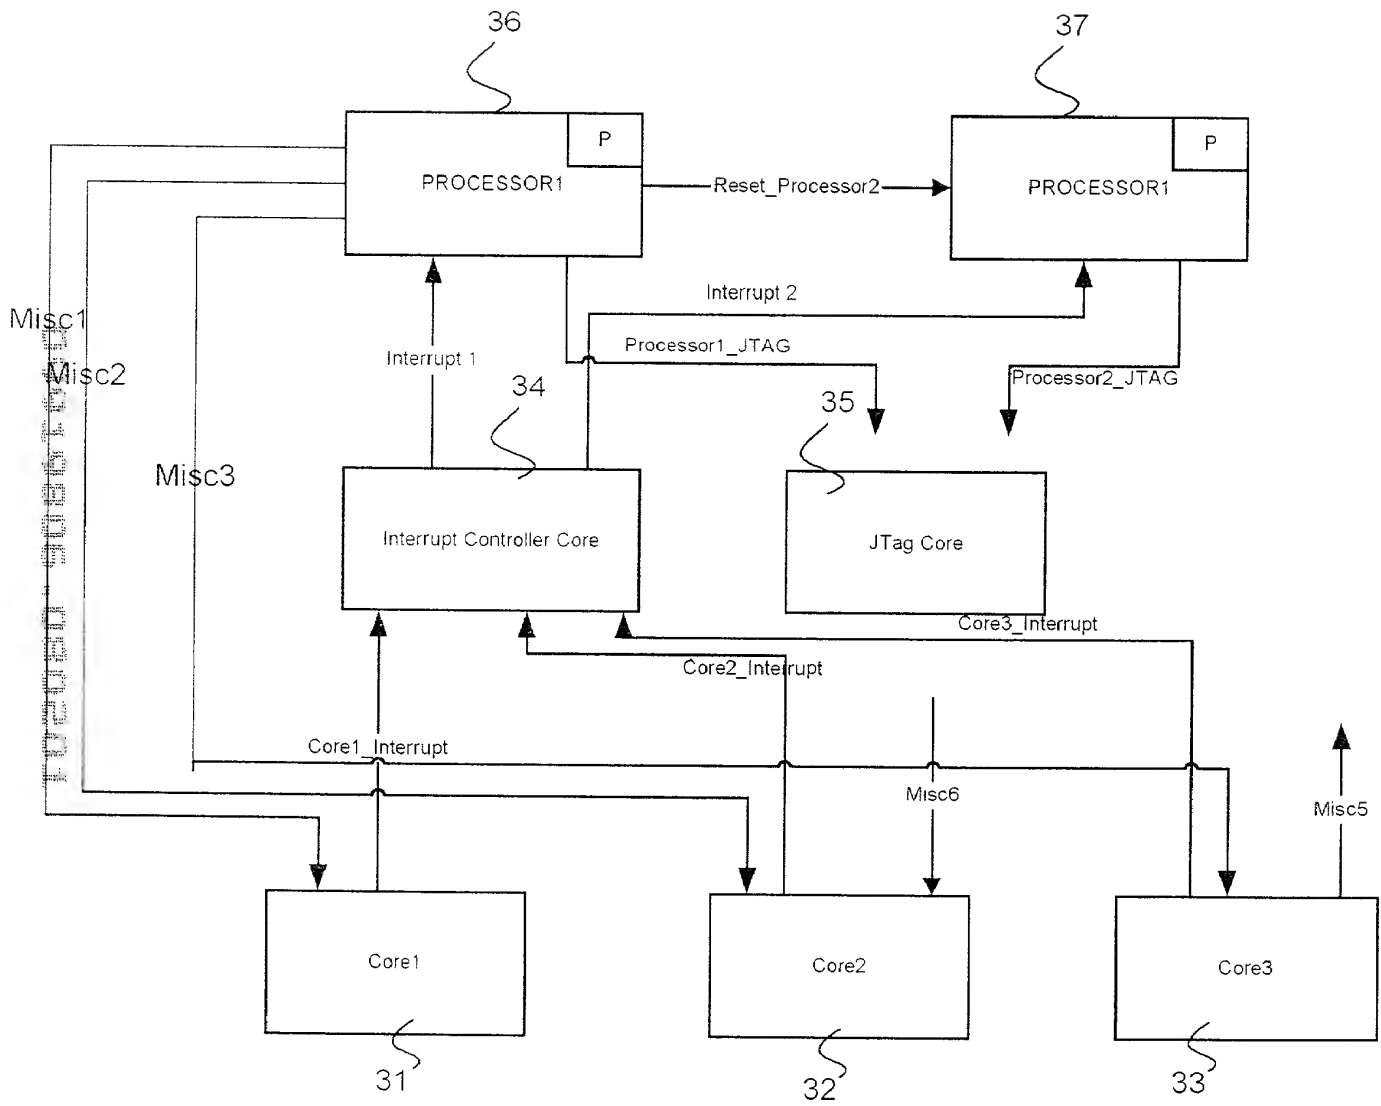 36
37
P
P
PROCESSOR1
PROCESSOR1
Reset_Processor2
Interrupt 2
Misc1
Processor1_JTAG
Interrupt 1
Misc2
Processor2_JTAG
34
35
Misc3
Interrupt Controller Core
JTag Core
Core3_Interrupt
Core2_Interrupt
Core1_Interrupt
Misc6
Misc5
Core1
Core2
Core3
31
32
33